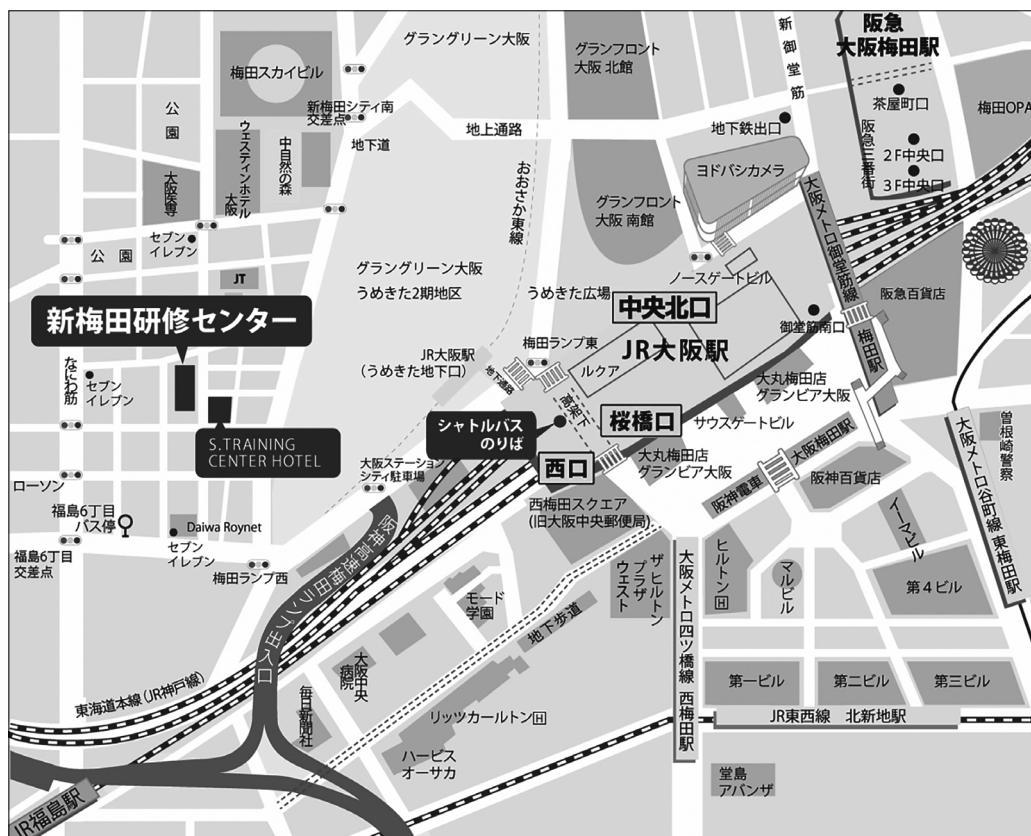 阪急
大阪梅田駅
新御堂筋
グラングリーン大阪
グランフロント
大阪 北館
梅田スカイビル
茶屋町口
梅田OPA
公園
新梅田シティ南
交差点
地上通路
地下鉄出口
阪急三番街
2F中央口
3F中央口
ウェスティンホテル
大阪
中自然の森
地下道
ヨドバシカメラ
大阪医専
おおさか東線
グランフロント
大阪 南館
大阪メトロ御堂筋線
梅田駅
セブン
イレブン
公園
JT
グラングリーン大阪
うめきた2期地区
うめきた広場
ノースゲートビル
阪急百貨店
新梅田研修センター
中央北口
御堂筋南口
JR大阪駅
梅田ランプ東
ルクア
JR大阪駅
(うめきた地下口)
地下通路
高架下
なにわ筋
セブン
イレブン
大丸梅田店
グランビア大阪
シャトルバス
のりば
桜橋口
サウスゲートビル
S.TRAINING
CENTER HOTEL
西口
大丸梅田店
グランビア大阪
大阪梅田駅
阪神電車
阪神百貨店
曽根崎警察
大阪メトロ谷町線 東梅田駅
大阪ステーション
シティ駐車場
ローソン
福島6丁目
バス停
Daiwa Roynet
セブン
イレブン
福島6丁目
交差点
梅田ランプ西
阪神高速梅田ランプ出入口
西梅田スクエア
(旧大阪中央郵便局)
イーマビル
ザヒルトン
プラザ
ウェスト
大阪メトロ四ツ橋線 西梅田駅
ヒルトンH
マルビル
第4ビル
モード
学園
地下歩道
大阪中央
病院
毎日新聞社
東海道本線(JR神戸線)
リッツカールトンH
第一ビル
第二ビル
第三ビル
JR東西線 北新地駅
ハービス
オーサカ
堂島
アバンザ
JR福島駅